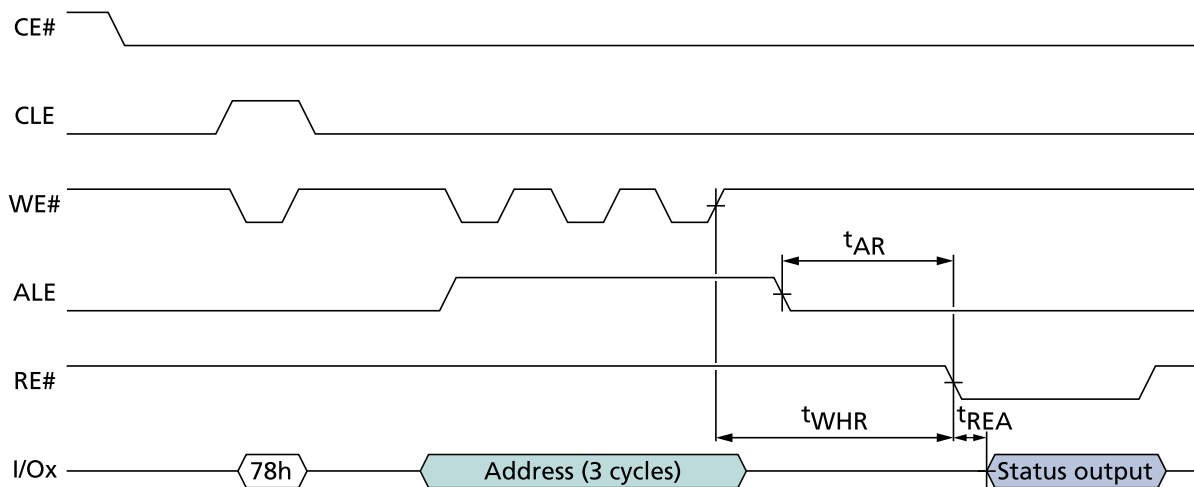 CE#
CLE
WE#
tAR
ALE
RE#
tWHR
tREA
I/Ox
78h
Address (3 cycles)
Status output